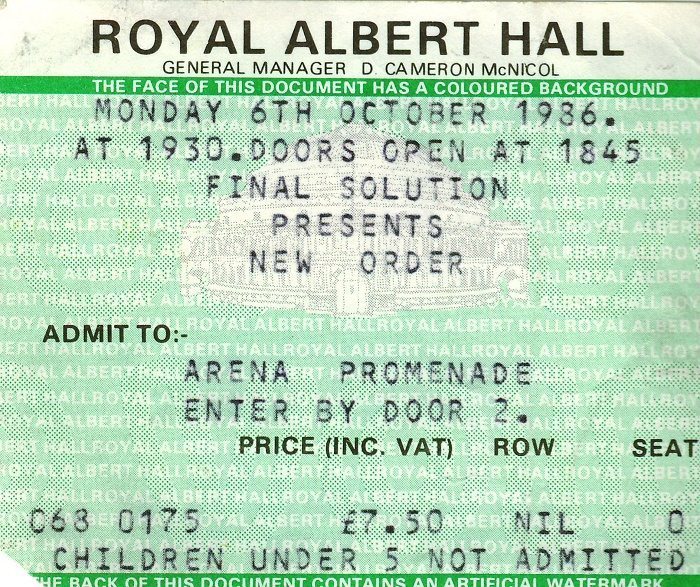 ROYAL ALBERT HALL
GENERAL MANAGER D. CAMERON McNICOL
THE FACE OF THIS DOCUMENT HAS A COLOURED BACKGROUND
MONDAY 6TH OCTOBER 1986.
AT 1930.DOORS OPEN AT 1845
FINAL SOLUTION
PRESENTS
NEW ORDER
ADMIT TO:-
ARENA PROMENADE
ENTER BY DOOR 2.
PRICE (INC. VAT) ROW SEAT
C68 0175 £7.50 NIL 0
CHILDREN UNDER 5 NOT ADMITTED
THE BACK OF THIS DOCUMENT CONTAINS AN ARTIFICIAL WATERMARK